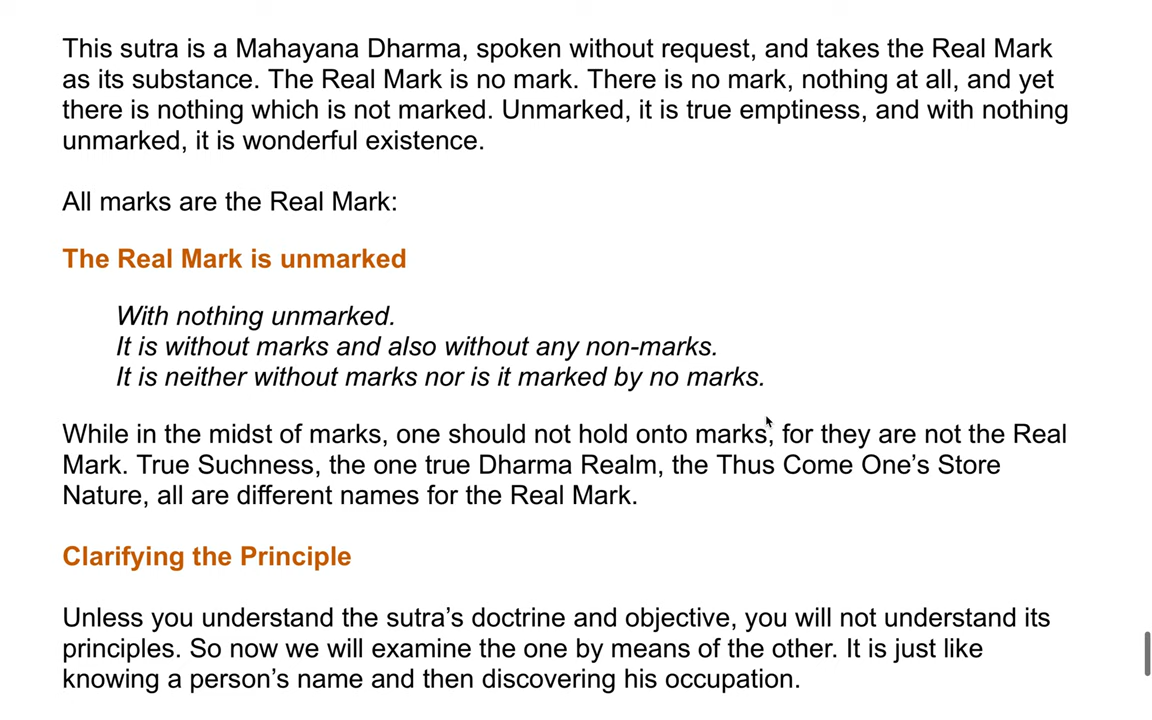 This sutra is a Mahayana Dharma, spoken without request, and takes the Real Mark
as its substance. The Real Mark is no mark. There is no mark, nothing at all, and yet
there is nothing which is not marked. Unmarked, it is true emptiness, and with nothing
unmarked, it is wonderful existence.
All marks are the Real Mark:
The Real Mark is unmarked
With nothing unmarked.
It is without marks and also without any non-marks.
It is neither without marks nor is it marked by no marks.
While in the midst of marks, one should not hold onto marks, for they are not the Real
Mark. True Suchness, the one true Dharma Realm, the Thus Come One’s Store
Nature, all are different names for the Real Mark.
Clarifying the Principle
Unless you understand the sutra’s doctrine and objective, you will not understand its
principles. So now we will examine the one by means of the other. It is just like
knowing a person’s name and then discovering his occupation.